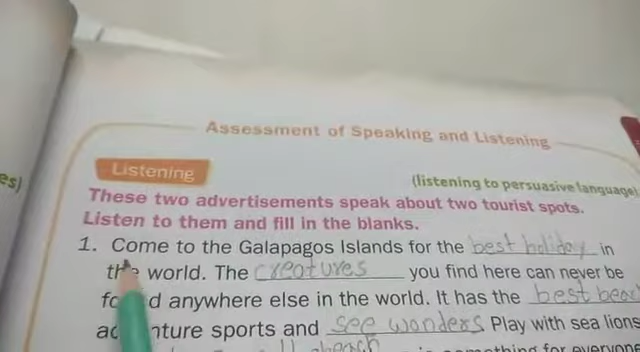 Assessment of Speaking and Listening
Listening
(listening to persuasive language)
es)
These two advertisements speak about two tourist spots.
Listen to them and fill in the blanks.
1. Come to the Galapagos Islands for the best holiday in
the world. The creatures you find here can never be
anywhere else in the world. It has the best
sports and see wonders Play with sea lions
beach for everyone